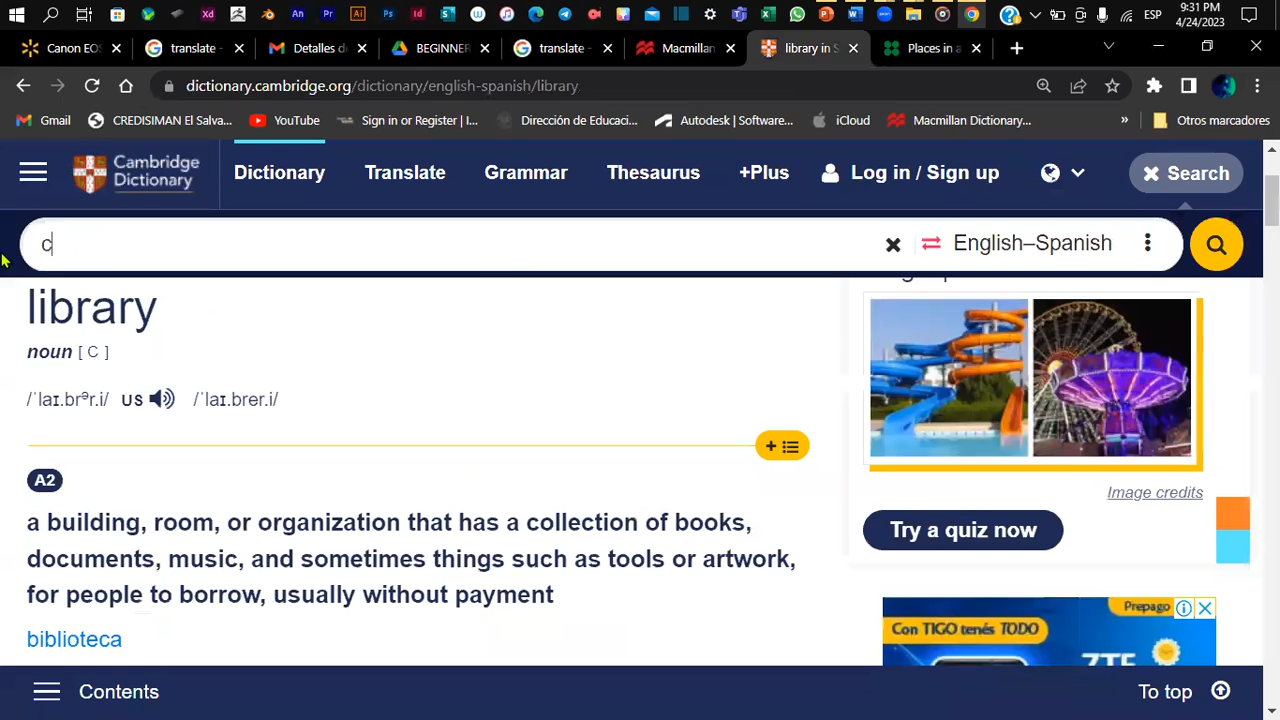 9:31 PM
ESP
4/24/2023
Canon EOS
translate -
Detalles de
BEGINNER
translate -
Macmillan
library in S
Places in a
dictionary.cambridge.org/dictionary/english-spanish/library
Gmail
CREDISIMAN El Salva...
YouTube
Sign in or Register | I...
Dirección de Educaci...
Autodesk | Software...
iCloud
Macmillan Dictionary...
»
Otros marcadores
Cambridge
Dictionary
Dictionary
Translate
Grammar
Thesaurus
+Plus
Log in / Sign up
Search
c
English–Spanish
library
noun [ C ]
/ˈlaɪ.brᵊr.i/ US /ˈlaɪ.brer.i/
A2
a building, room, or organization that has a collection of books,
documents, music, and sometimes things such as tools or artwork,
for people to borrow, usually without payment
biblioteca
Image credits
Try a quiz now
Prepago
Con TIGO tenés TODO
ZTE
Contents
To top